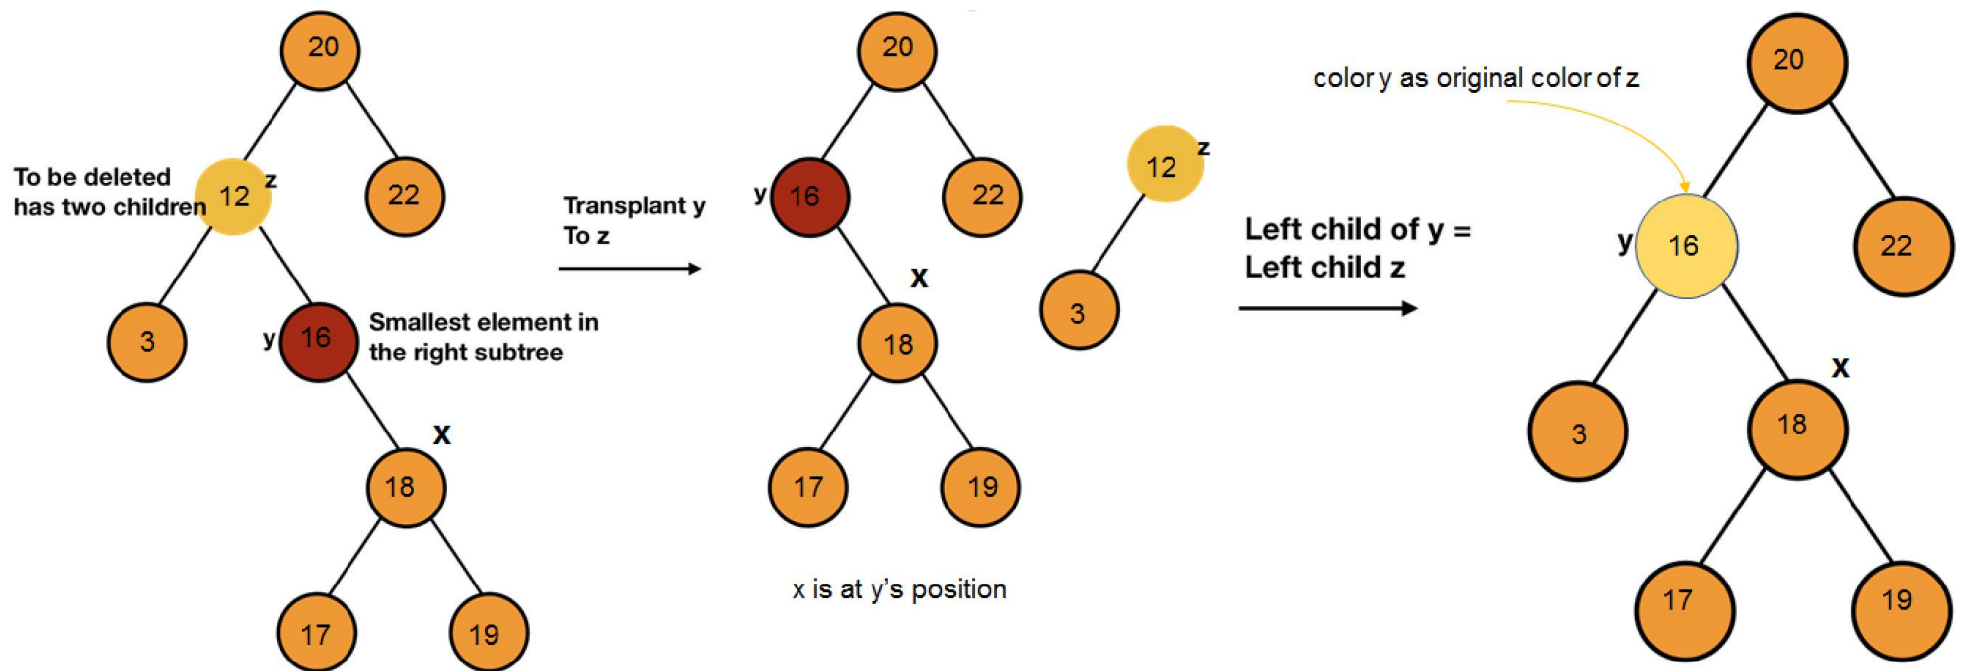 20
To be deleted
has two children
12
z
22
3
y
16
Smallest element in
the right subtree
x
18
17
19
Transplant y
To z
20
y
16
22
x
18
17
19
x is at y's position
12
z
3
Left child of y =
Left child z
color y as original color of z
20
y
16
22
3
x
18
17
19